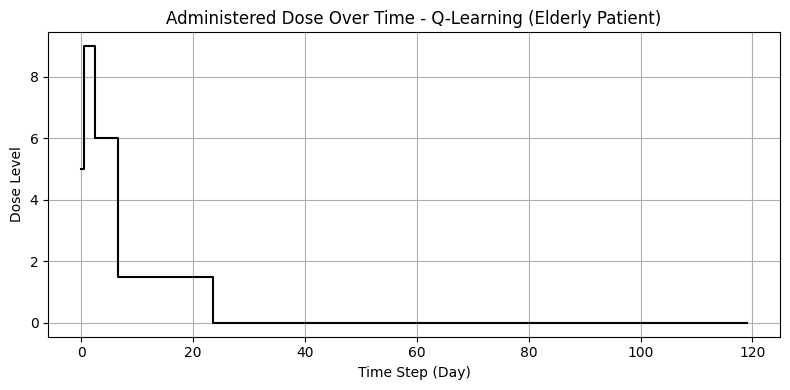 Administered Dose Over Time - Q-Learning (Elderly Patient)
Dose Level
8
6
4
2
0
0 20 40 60 80 100 120
Time Step (Day)